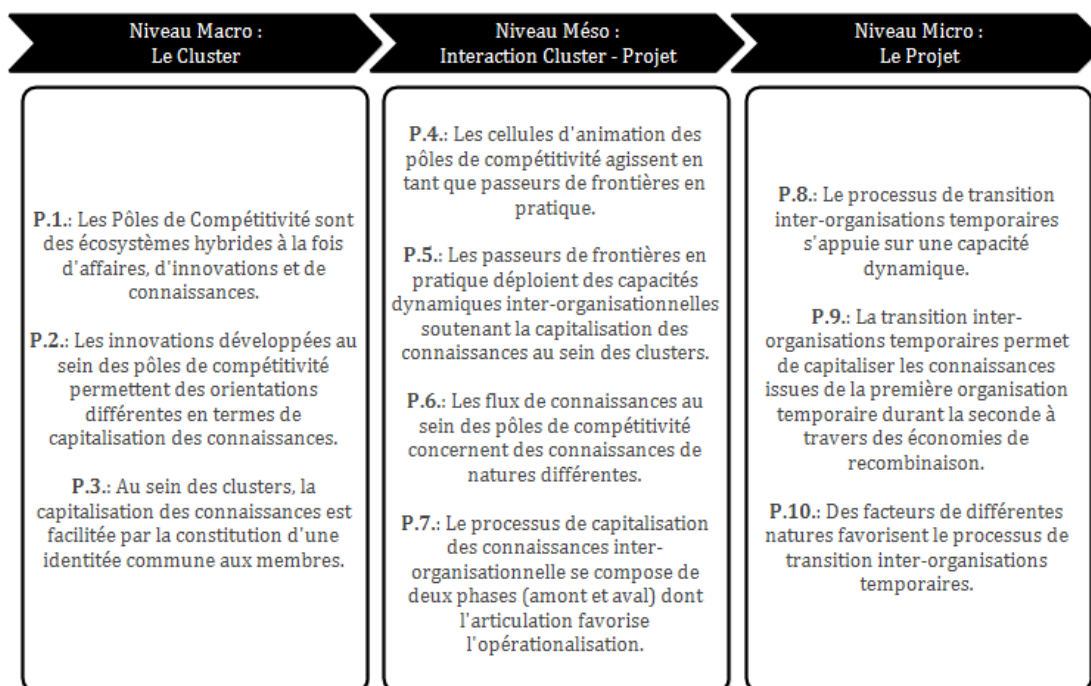 Niveau Macro :
Le Cluster
Niveau Méso :
Interaction Cluster - Projet
Niveau Micro :
Le Projet
P.1.: Les Pôles de Compétitivité sont
des écosystèmes hybrides à la fois
d'affaires, d'innovations et de
connaissances.
P.2.: Les innovations développées au
sein des pôles de compétitivité
permettent des orientations
différentes en termes de
capitalisation des connaissances.
P.3.: Au sein des clusters, la
capitalisation des connaissances est
facilitée par la constitution d'une
identitée commune aux membres.
P.4.: Les cellules d'animation des
pôles de compétitivité agissent en
tant que passeurs de frontières en
pratique.
P.5.: Les passeurs de frontières en
pratique déploient des capacités
dynamiques inter-organisationnelles
soutenant la capitalisation des
connaissances au sein des clusters.
P.6.: Les flux de connaissances au
sein des pôles de compétitivité
concernent des connaissances de
natures différentes.
P.7.: Le processus de capitalisation
des connaissances inter-
organisationnelle se compose de
deux phases (amont et aval) dont
l'articulation favorise
l'opérationalisation.
P.8.: Le processus de transition
inter-organisations temporaires
s'appuie sur une capacité
dynamique.
P.9.: La transition inter-
organisations temporaires permet
de capitaliser les connaissances
issues de la première organisation
temporaire durant la seconde à
travers des économies de
recombinaison.
P.10.: Des facteurs de différentes
natures favorisent le processus de
transition inter-organisations
temporaires.